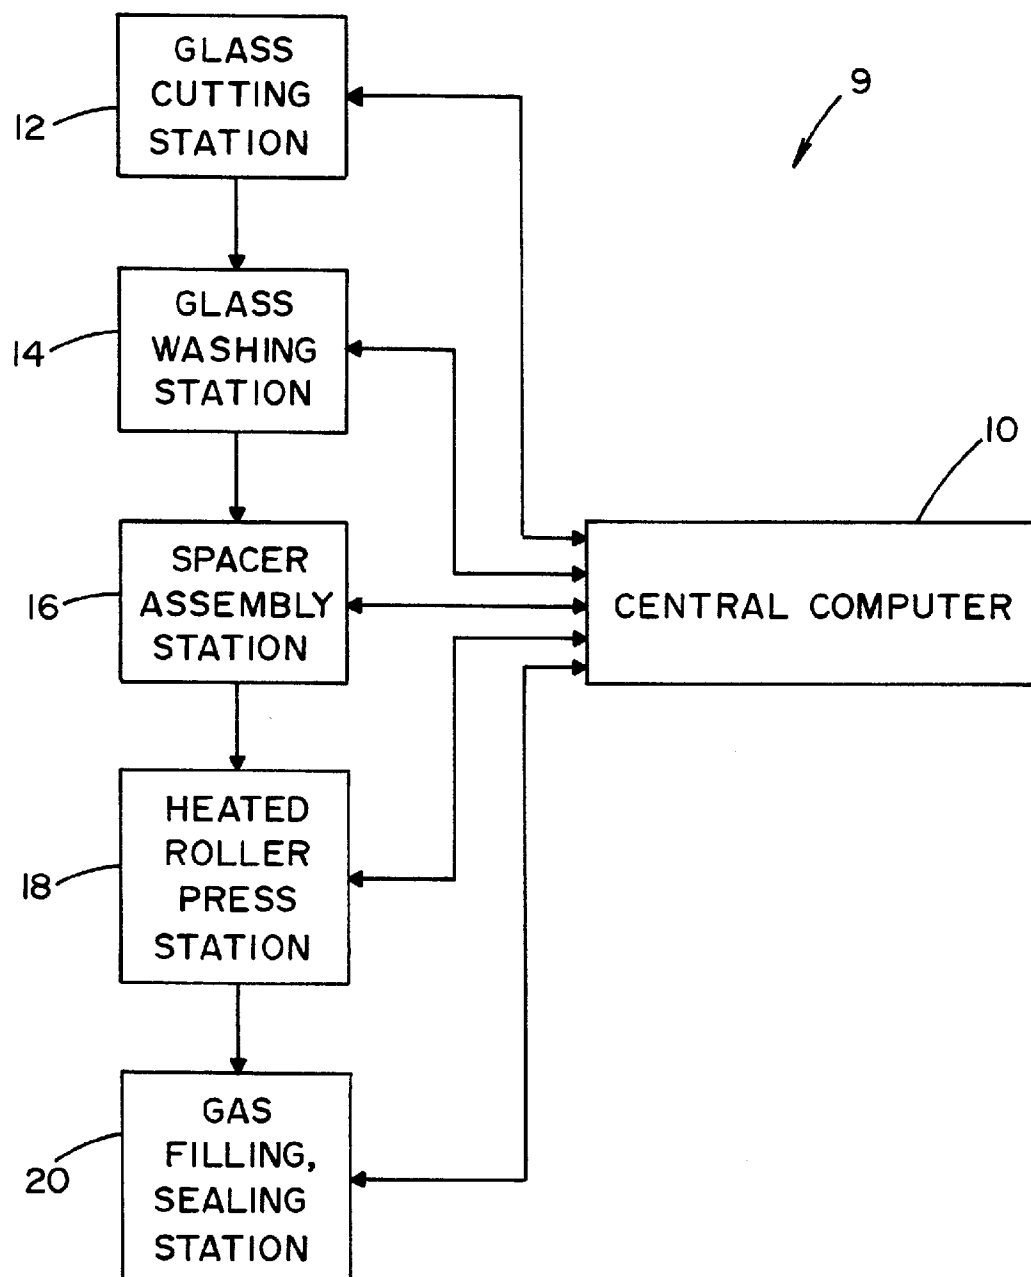 GLASS
CUTTING
STATION
12
9
GLASS
WASHING
STATION
14
10
SPACER
ASSEMBLY
STATION
16
CENTRAL COMPUTER
HEATED
ROLLER
PRESS
STATION
18
GAS
FILLING,
SEALING
STATION
20